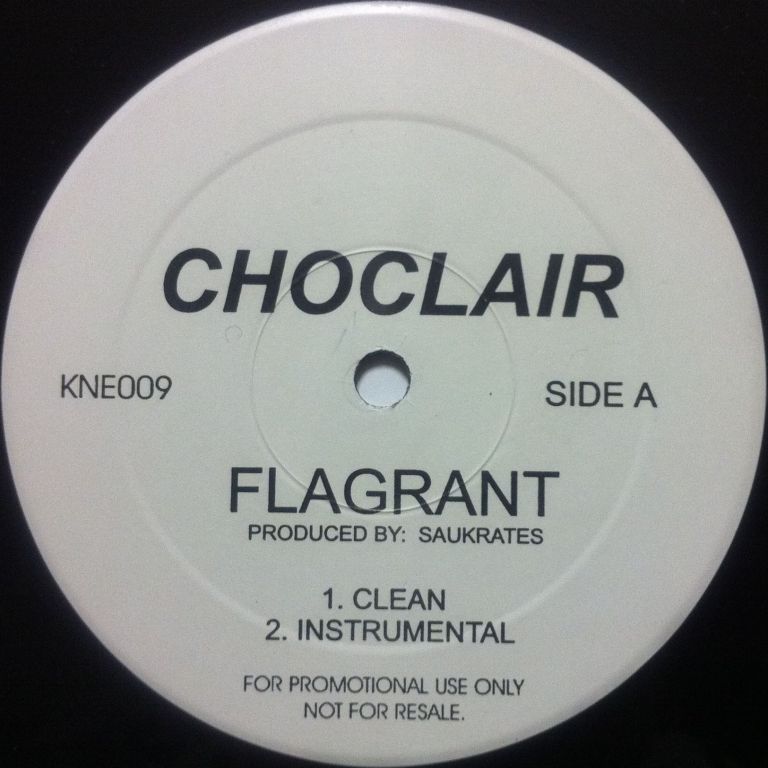 CHOCLAIR
KNE009
SIDE A
FLAGRANT
PRODUCED BY: SAUKRATES
1. CLEAN
2. INSTRUMENTAL
FOR PROMOTIONAL USE ONLY
NOT FOR RESALE.